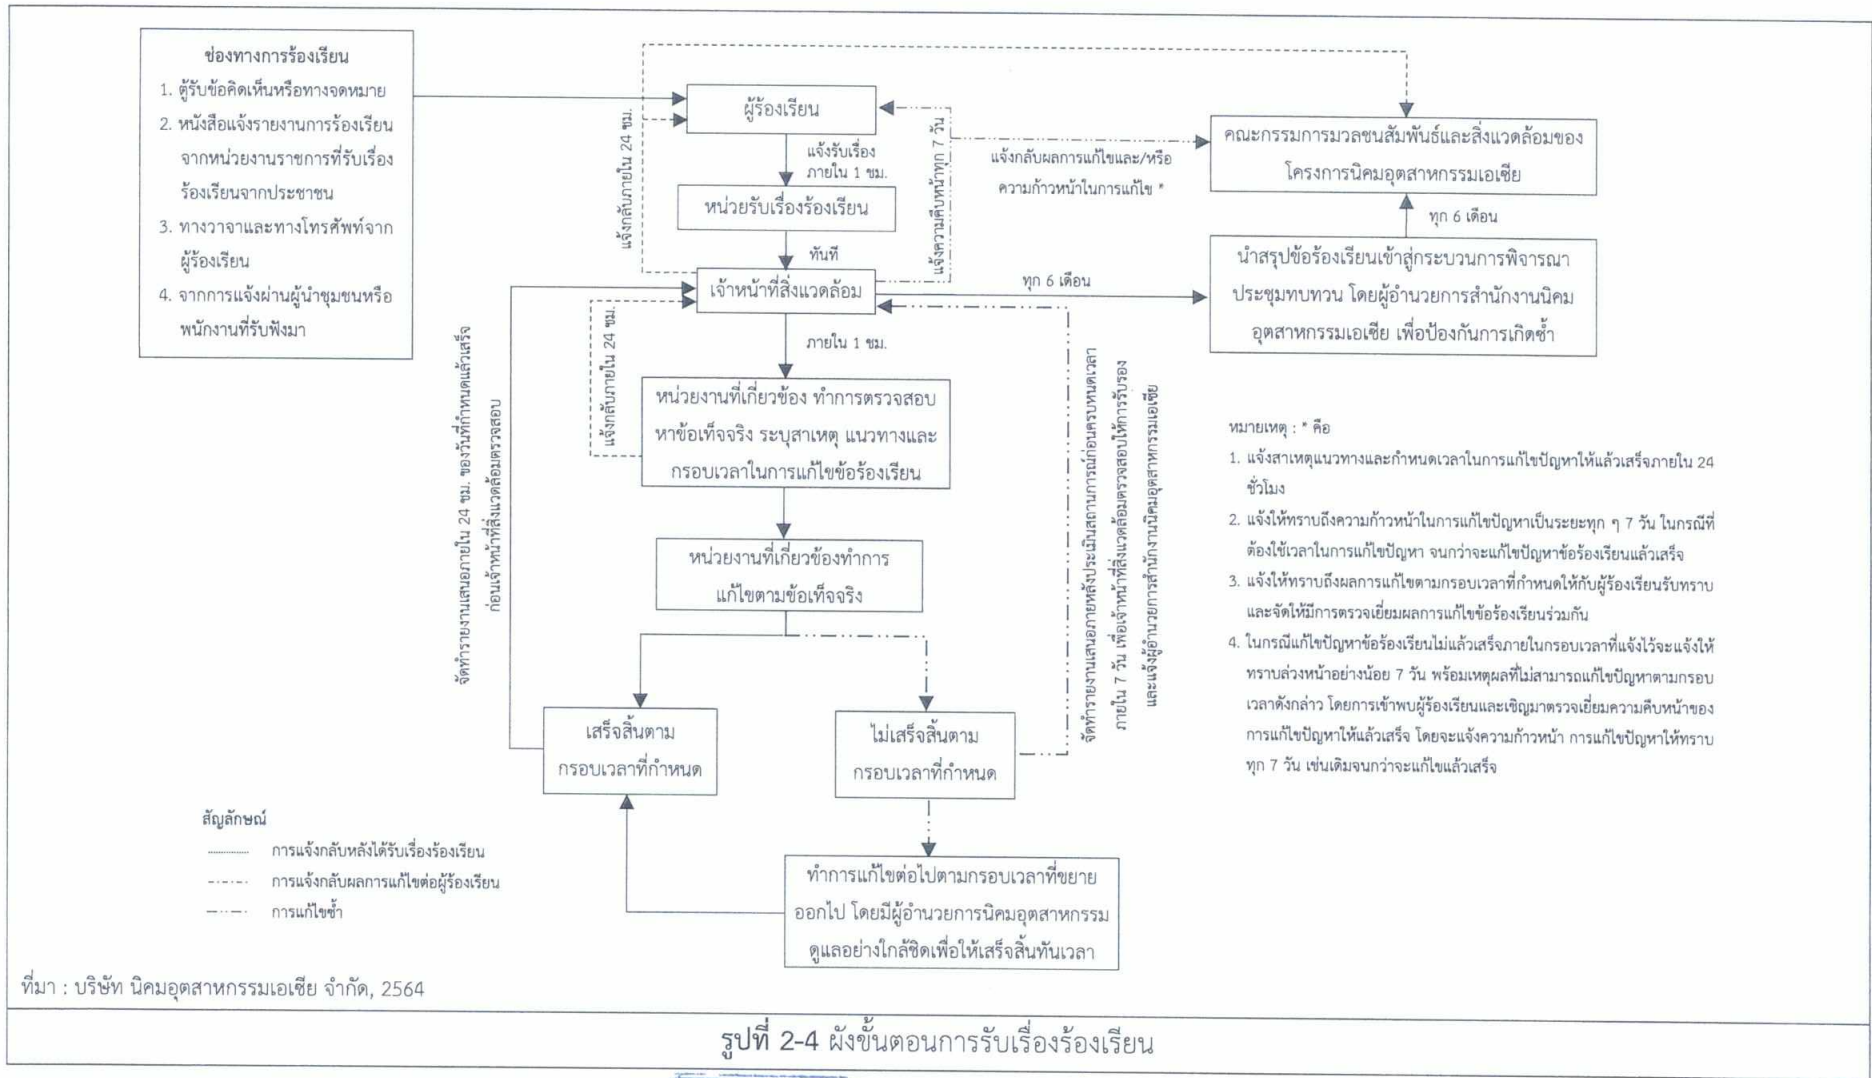 ช่องทางการร้องเรียน
1. ตู้รับข้อคิดเห็นหรือทางจดหมาย
2. หนังสือแจ้งรายงานการร้องเรียน
จากหน่วยงานราชการที่รับเรื่อง
ร้องเรียนจากประชาชน
3. ทางวาจาและทางโทรศัพท์จาก
ผู้ร้องเรียน
4. จากการแจ้งผ่านผู้นำชุมชนหรือ
พนักงานที่รับฟังมา
ผู้ร้องเรียน
แจ้งรับเรื่อง
ภายใน 1 ชม.
หน่วยรับเรื่องร้องเรียน
ทันที
เจ้าหน้าที่สิ่งแวดล้อม
ภายใน 1 ชม.
แจ้งกลับภายใน 24 ชม.
แจ้งความคืบหน้าทุก 7 วัน
แจ้งกลับผลการแก้ไขและ/หรือ
ความก้าวหน้าในการแก้ไข *
คณะกรรมการมวลชนสัมพันธ์และสิ่งแวดล้อมของ
โครงการนิคมอุตสาหกรรมเอเซีย
ทุก 6 เดือน
ทุก 6 เดือน
นำสรุปข้อร้องเรียนเข้าสู่กระบวนการพิจารณา
ประชุมทบทวน โดยผู้อำนวยการสำนักงานนิคม
อุตสาหกรรมเอเซีย เพื่อป้องกันการเกิดซ้ำ
แจ้งกลับภายใน 24 ชม.
หน่วยงานที่เกี่ยวข้อง ทำการตรวจสอบ
หาข้อเท็จจริง ระบุสาเหตุ แนวทางและ
กรอบเวลาในการแก้ไขข้อร้องเรียน
หน่วยงานที่เกี่ยวข้องทำการ
แก้ไขตามข้อเท็จจริง
จัดทำรายงานเสนอภายใน 24 ชม. ของวันที่กำหนดแล้วเสร็จ
ก่อนเจ้าหน้าที่สิ่งแวดล้อมตรวจสอบ
จัดทำรายงานเสนอภายหลังประเมินสถานการณ์ก่อนครบหนดเวลา
ภายใน 7 วัน เพื่อเจ้าหน้าที่สิ่งแวดล้อมตรวจสอบให้การรับรอง
และแจ้งผู้อำนวยการสำนักงานนิคมอุตสาหกรรมเอเซีย
เสร็จสิ้นตาม
กรอบเวลาที่กำหนด
ไม่เสร็จสิ้นตาม
กรอบเวลาที่กำหนด
ทำการแก้ไขต่อไปตามกรอบเวลาที่ขยาย
ออกไป โดยมีผู้อำนวยการนิคมอุตสาหกรรม
ดูแลอย่างใกล้ชิดเพื่อให้เสร็จสิ้นทันเวลา
หมายเหตุ : * คือ
1. แจ้งสาเหตุแนวทางและกำหนดเวลาในการแก้ไขปัญหาให้แล้วเสร็จภายใน 24
ชั่วโมง
2. แจ้งให้ทราบถึงความก้าวหน้าในการแก้ไขปัญหาเป็นระยะทุก ๆ 7 วัน ในกรณีที่
ต้องใช้เวลาในการแก้ไขปัญหา จนกว่าจะแก้ไขปัญหาข้อร้องเรียนแล้วเสร็จ
3. แจ้งให้ทราบถึงผลการแก้ไขตามกรอบเวลาที่กำหนดให้กับผู้ร้องเรียนรับทราบ
และจัดให้มีการตรวจเยี่ยมผลการแก้ไขข้อร้องเรียนร่วมกัน
4. ในกรณีแก้ไขปัญหาข้อร้องเรียนไม่แล้วเสร็จภายในกรอบเวลาที่แจ้งไว้จะแจ้งให้
ทราบล่วงหน้าอย่างน้อย 7 วัน พร้อมเหตุผลที่ไม่สามารถแก้ไขปัญหาตามกรอบ
เวลาดังกล่าว โดยการเข้าพบผู้ร้องเรียนและเชิญมาตรวจเยี่ยมความคืบหน้าของ
การแก้ไขปัญหาให้แล้วเสร็จ โดยจะแจ้งความก้าวหน้า การแก้ไขปัญหาให้ทราบ
ทุก 7 วัน เช่นเดิมจนกว่าจะแก้ไขแล้วเสร็จ
สัญลักษณ์
การแจ้งกลับหลังได้รับเรื่องร้องเรียน
การแจ้งกลับผลการแก้ไขต่อผู้ร้องเรียน
การแก้ไขซ้ำ
ที่มา : บริษัท นิคมอุตสาหกรรมเอเซีย จำกัด, 2564
รูปที่ 2-4 ผังขั้นตอนการรับเรื่องร้องเรียน